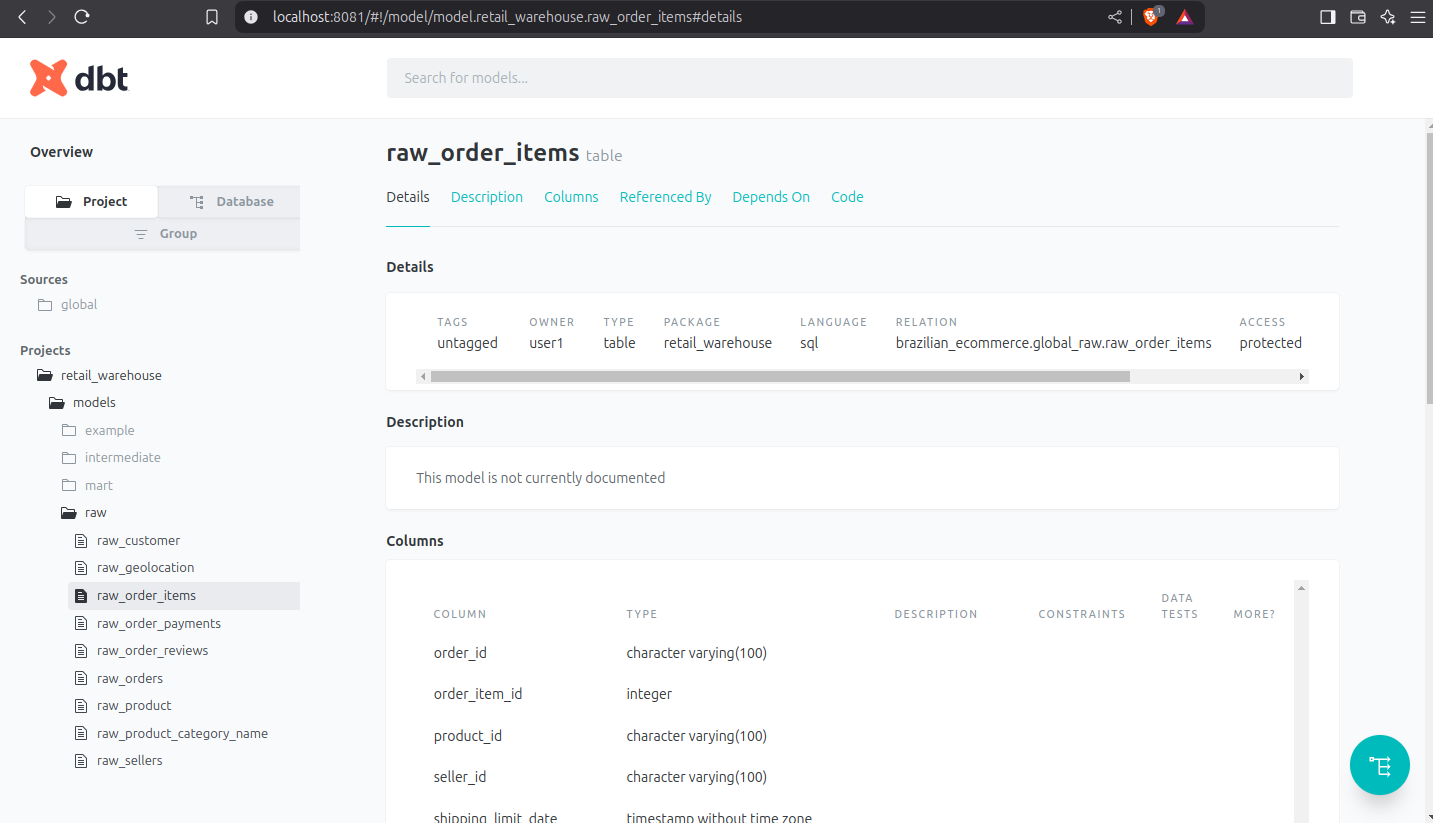 localhost:8081/#!/model/model.retail_warehouse.raw_order_items#details
1
dbt
Search for models...
Overview
Project
Database
Group
Sources
global
Projects
retail_warehouse
models
example
intermediate
mart
raw
raw_customer
raw_geolocation
raw_order_items
raw_order_payments
raw_order_reviews
raw_orders
raw_product
raw_product_category_name
raw_sellers
raw_order_items table
Details Description Columns Referenced By Depends On Code
Details
TAGS OWNER TYPE PACKAGE LANGUAGE RELATION ACCESS
untagged user1 table retail_warehouse sql brazilian_ecommerce.global_raw.raw_order_items protected
Description
This model is not currently documented
Columns
COLUMN TYPE DESCRIPTION CONSTRAINTS DATA TESTS MORE?
order_id character varying(100)
order_item_id integer
product_id character varying(100)
seller_id character varying(100)
shipping_limit_date timestamp without time zone